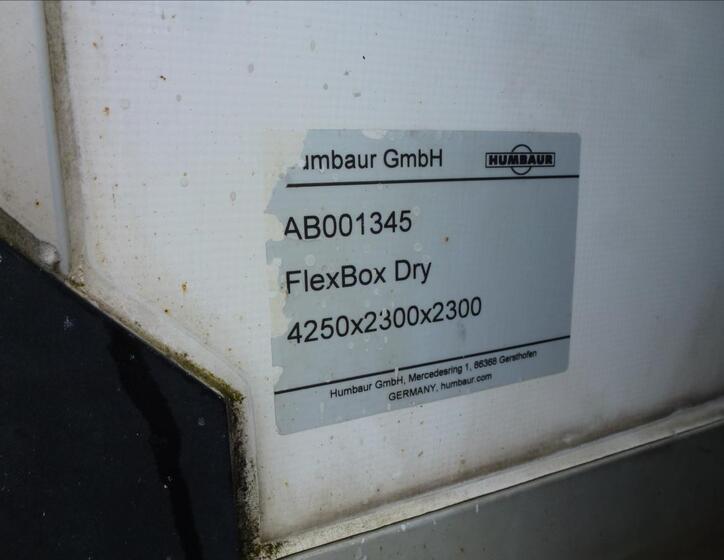 umbaur GmbH
HUMBAUR
AB001345
FlexBox Dry
4250x2300x2300
Humbaur GmbH, Mercedesring 1, 86368 Gersthofen
GERMANY, humbaur.com